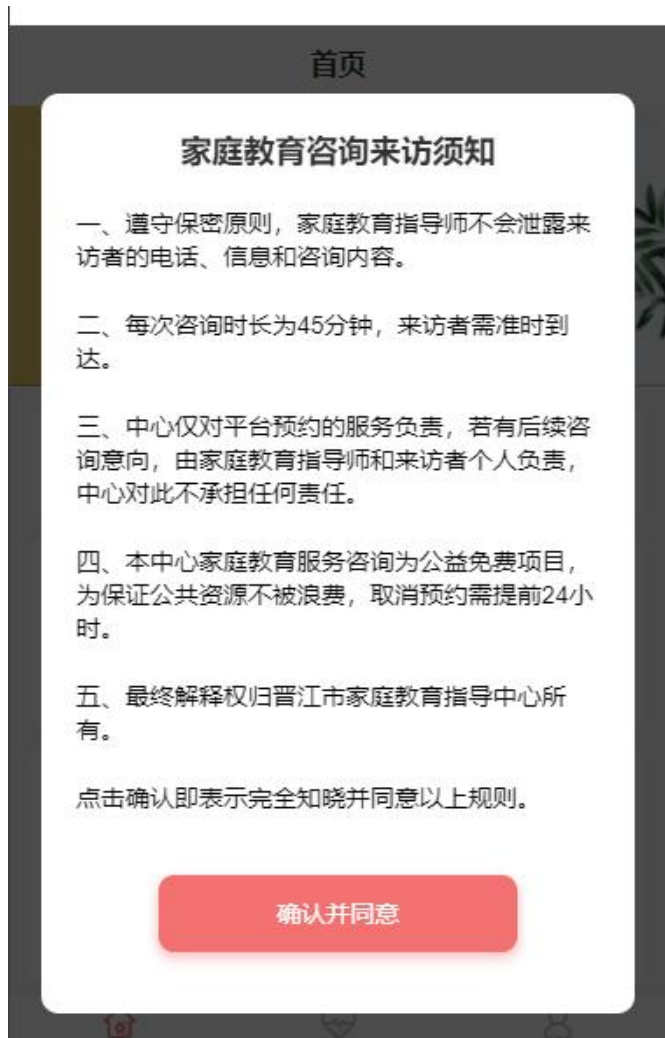 首页
家庭教育咨询来访须知
一、遵守保密原则，家庭教育指导师不会泄露来
访者的电话、信息和咨询内容。
二、每次咨询时长为45分钟，来访者需准时到
达。
三、中心仅对平台预约的服务负责，若有后续咨
询意向，由家庭教育指导师和来访者个人负责，
中心对此不承担任何责任。
四、本中心家庭教育服务咨询为公益免费项目，
为保证公共资源不被浪费，取消预约需提前24小
时。
五、最终解释权归晋江市家庭教育指导中心所
有。
点击确认即表示完全知晓并同意以上规则。
确认并同意